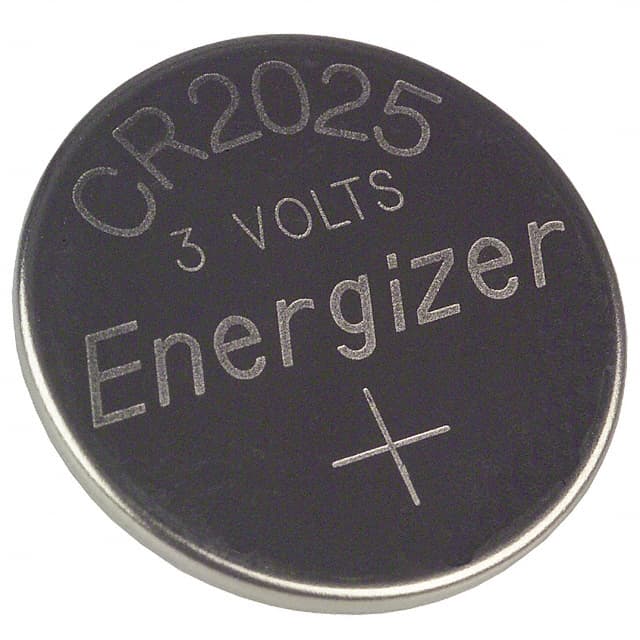 CR2025
3 VOLTS
Energizer
+